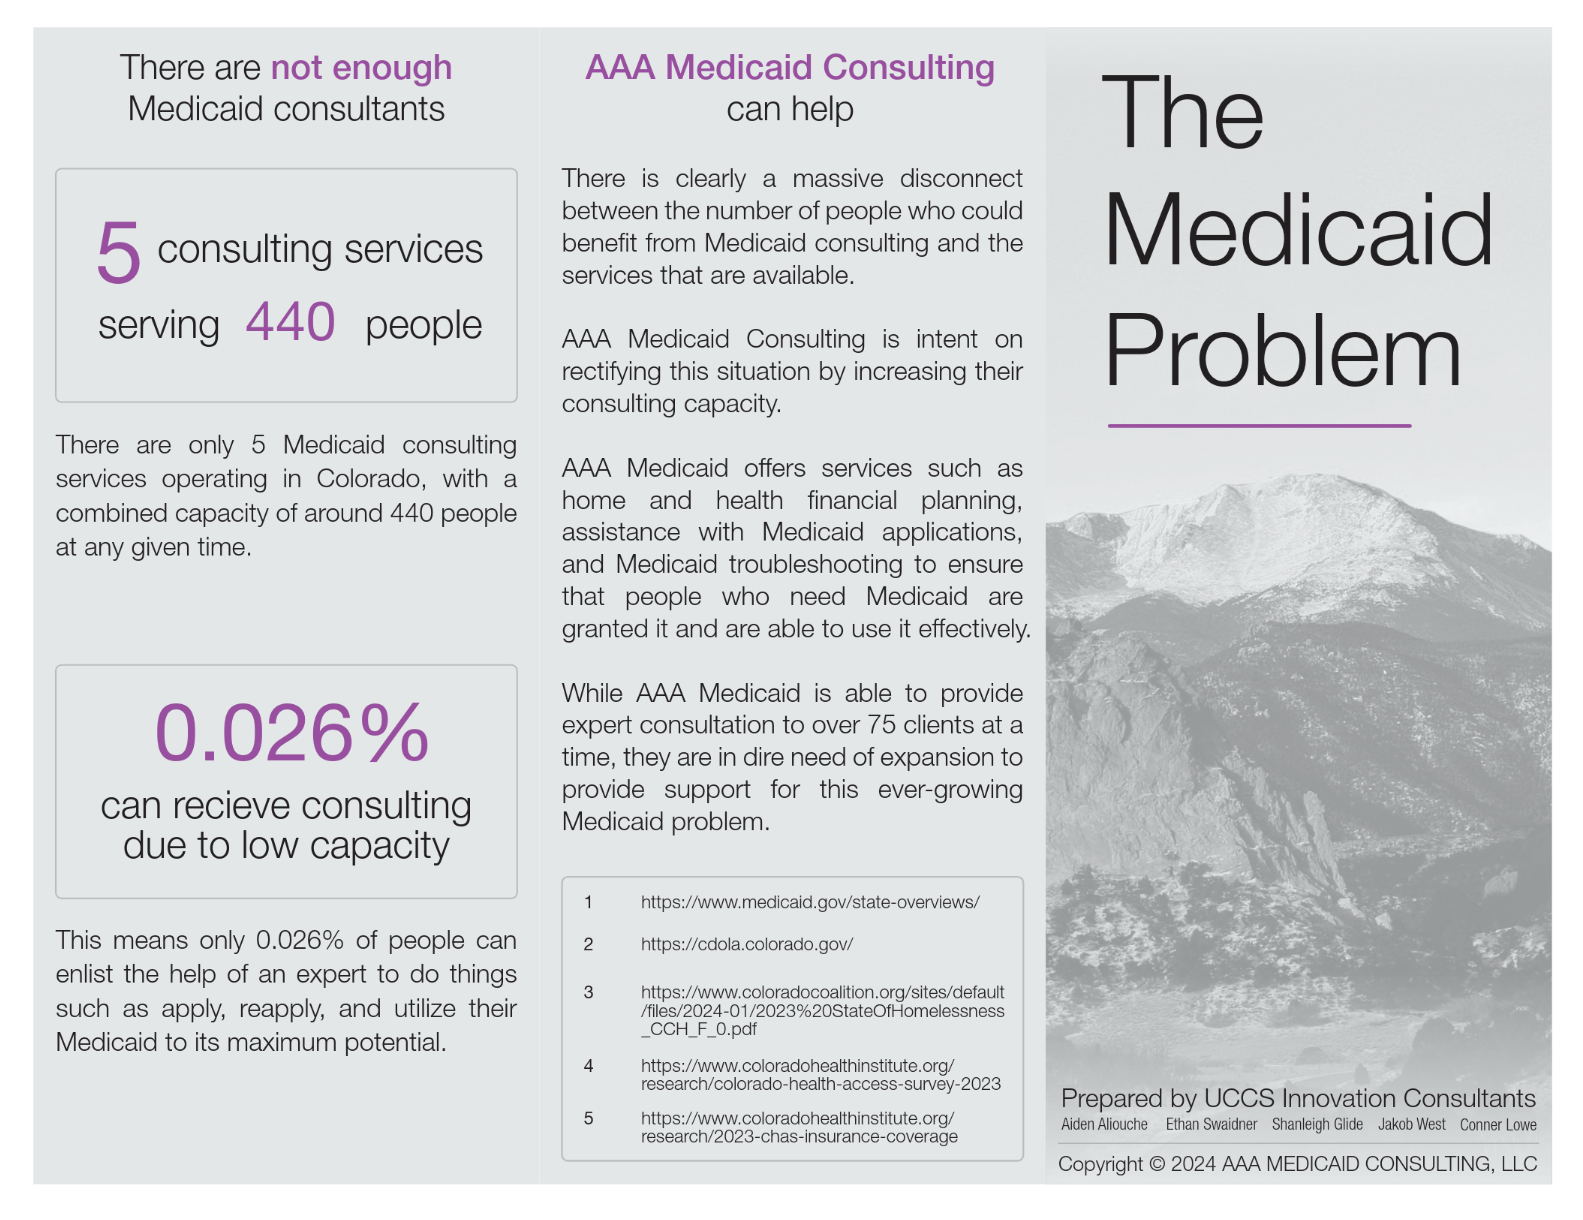 There are not enough
Medicaid consultants
5 consulting services
serving 440 people
There are only 5 Medicaid consulting
services operating in Colorado, with a
combined capacity of around 440 people
at any given time.
0.026%
can recieve consulting
due to low capacity
This means only 0.026% of people can
enlist the help of an expert to do things
such as apply, reapply, and utilize their
Medicaid to its maximum potential.
AAA Medicaid Consulting
can help
There is clearly a massive disconnect
between the number of people who could
benefit from Medicaid consulting and the
services that are available.
AAA Medicaid Consulting is intent on
rectifying this situation by increasing their
consulting capacity.
AAA Medicaid offers services such as
home and health financial planning,
assistance with Medicaid applications,
and Medicaid troubleshooting to ensure
that people who need Medicaid are
granted it and are able to use it effectively.
While AAA Medicaid is able to provide
expert consultation to over 75 clients at a
time, they are in dire need of expansion to
provide support for this ever-growing
Medicaid problem.
1 https://www.medicaid.gov/state-overviews/
2 https://cdola.colorado.gov/
3 https://www.coloradocoalition.org/sites/default
/files/2024-01/2023%20StateOfHomelessness
_CCH_F_0.pdf
4 https://www.coloradohealthinstitute.org/
research/colorado-health-access-survey-2023
5 https://www.coloradohealthinstitute.org/
research/2023-chas-insurance-coverage
The
Medicaid
Problem
Prepared by UCCS Innovation Consultants
Aiden Aliouche Ethan Swaidner Shanleigh Glide Jakob West Conner Lowe
Copyright © 2024 AAA MEDICAID CONSULTING, LLC